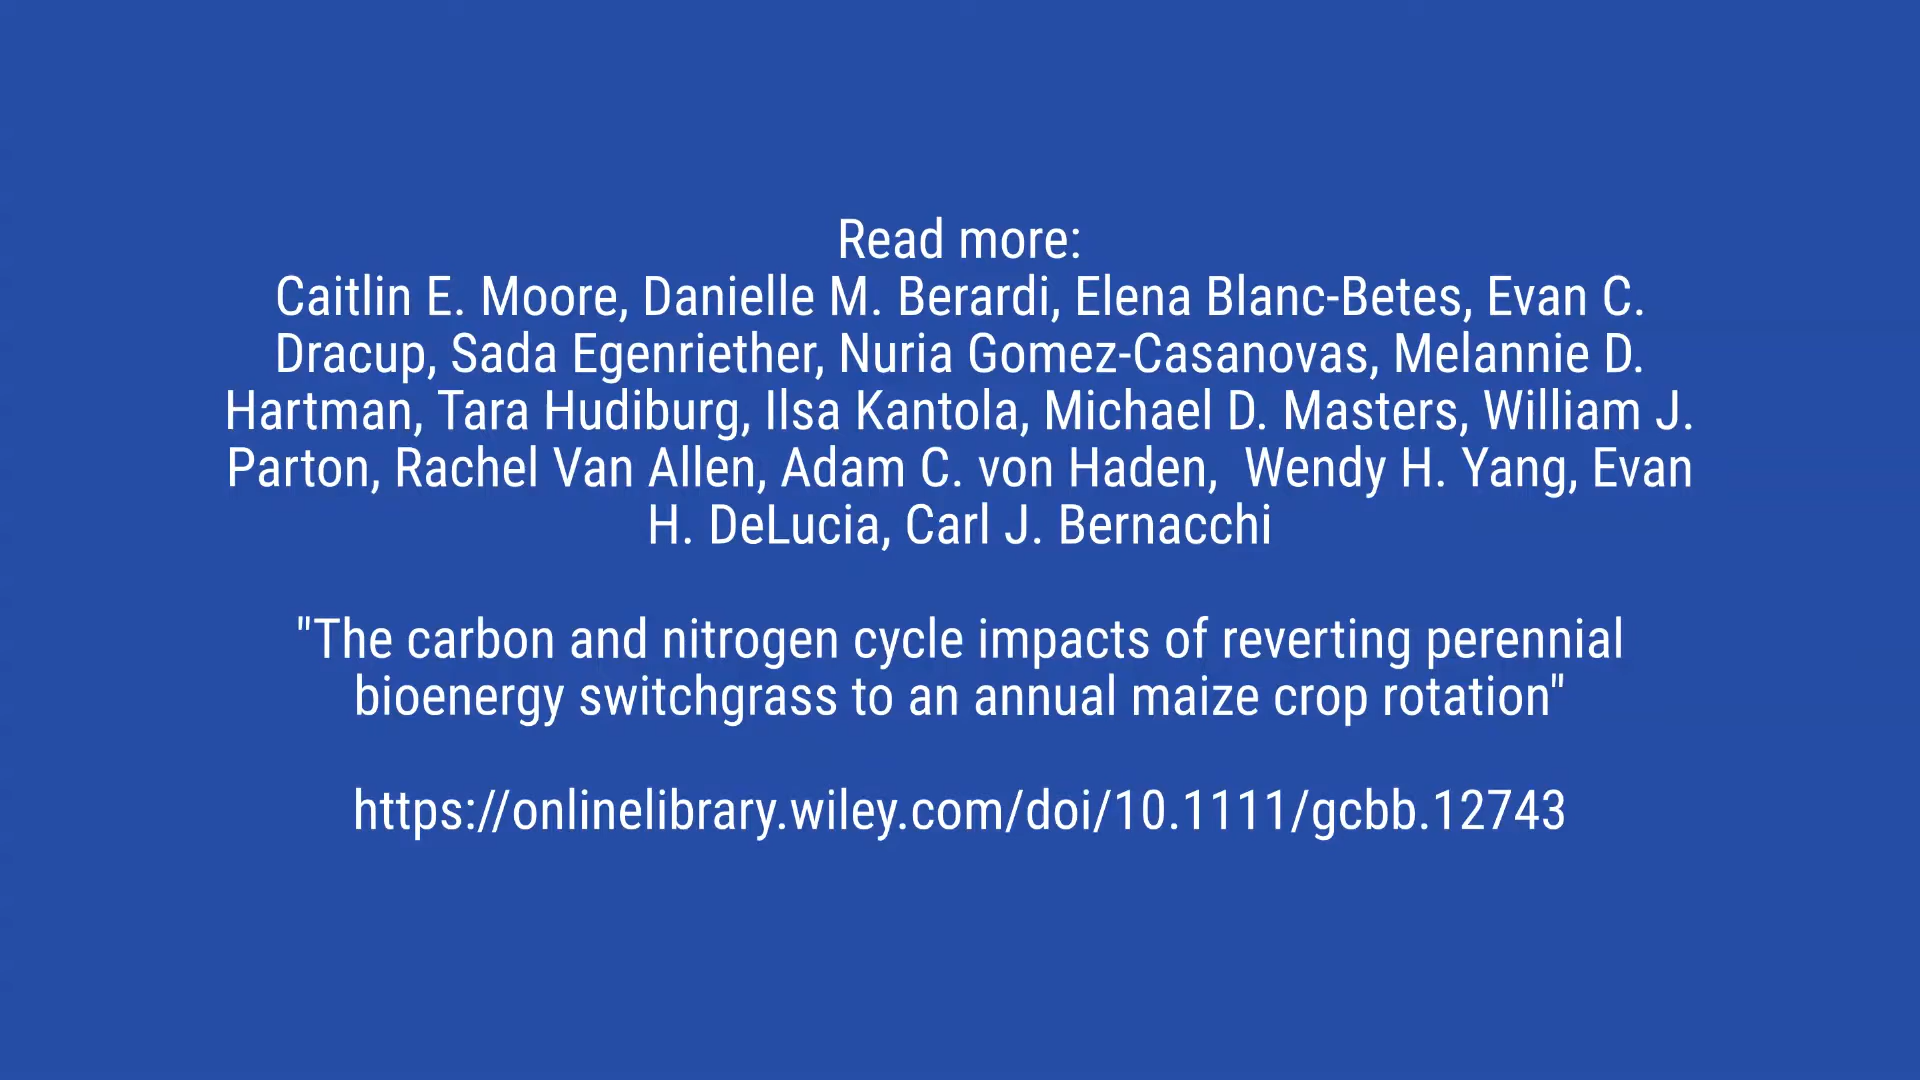 Read more:
Caitlin E. Moore, Danielle M. Berardi, Elena Blanc-Betes, Evan C.
Dracup, Sada Egenriether, Nuria Gomez-Casanovas, Melannie D.
Hartman, Tara Hudiburg, Ilsa Kantola, Michael D. Masters, William J.
Parton, Rachel Van Allen, Adam C. von Haden,  Wendy H. Yang, Evan
H. DeLucia, Carl J. Bernacchi
"The carbon and nitrogen cycle impacts of reverting perennial
bioenergy switchgrass to an annual maize crop rotation"
https://onlinelibrary.wiley.com/doi/10.1111/gcbb.12743